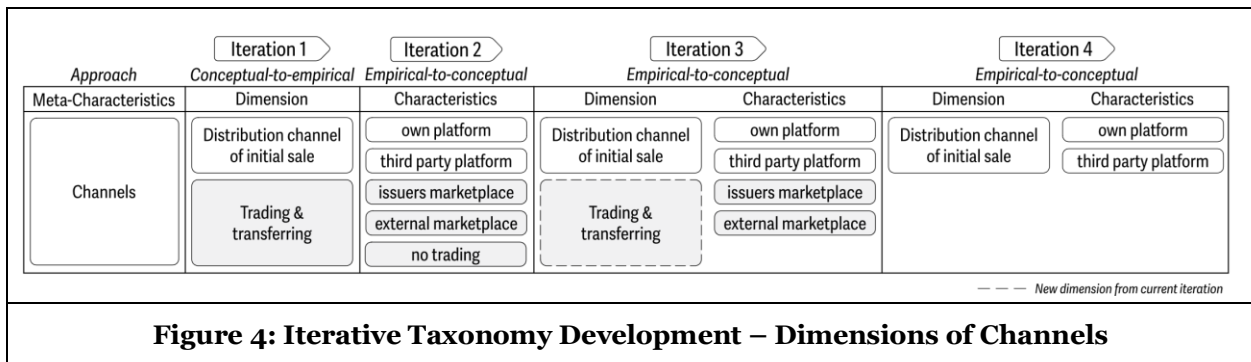 Iteration 1 Iteration 2 Iteration 3 Iteration 4
Approach Conceptual-to-empirical Empirical-to-conceptual Empirical-to-conceptual Empirical-to-conceptual
Meta-Characteristics Dimension Characteristics Dimension Characteristics Dimension Characteristics
Channels
Distribution channel
of initial sale
Trading &
transferring
own platform
third party platform
issuers marketplace
external marketplace
no trading
Distribution channel
of initial sale
Trading &
transferring
own platform
third party platform
issuers marketplace
external marketplace
Distribution channel
of initial sale
own platform
third party platform
New dimension from current iteration
Figure 4: Iterative Taxonomy Development – Dimensions of Channels